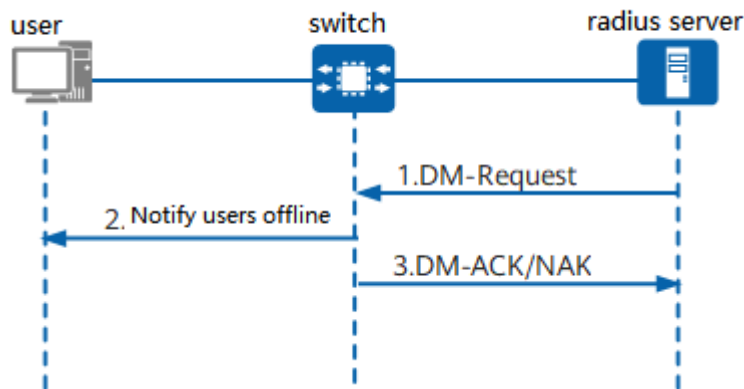 user
switch
radius server
1.DM-Request
2. Notify users offline
3.DM-ACK/NAK